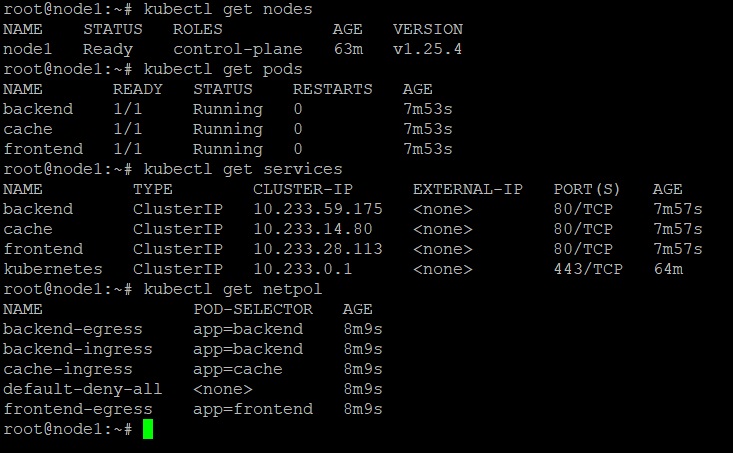 root@node1:~# kubectl get nodes
NAME    STATUS   ROLES           AGE   VERSION
node1   Ready    control-plane   63m   v1.25.4
root@node1:~# kubectl get pods
NAME       READY   STATUS    RESTARTS   AGE
backend    1/1     Running   0          7m53s
cache      1/1     Running   0          7m53s
frontend   1/1     Running   0          7m53s
root@node1:~# kubectl get services
NAME         TYPE        CLUSTER-IP      EXTERNAL-IP   PORT(S)   AGE
backend      ClusterIP   10.233.59.175   <none>        80/TCP    7m57s
cache        ClusterIP   10.233.14.80    <none>        80/TCP    7m57s
frontend     ClusterIP   10.233.28.113   <none>        80/TCP    7m57s
kubernetes   ClusterIP   10.233.0.1      <none>        443/TCP   64m
root@node1:~# kubectl get netpol
NAME               POD-SELECTOR   AGE
backend-egress     app=backend    8m9s
backend-ingress    app=backend    8m9s
cache-ingress      app=cache      8m9s
default-deny-all   <none>         8m9s
frontend-egress    app=frontend   8m9s
root@node1:~#